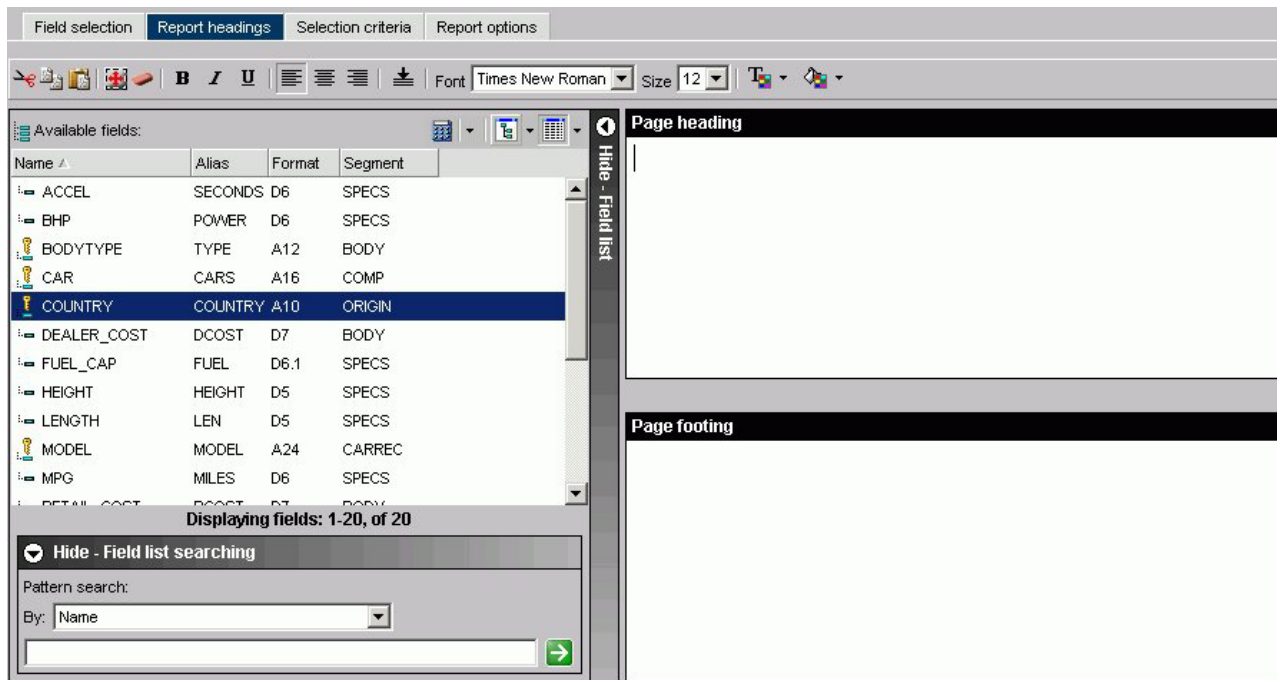 Field selection Report headings Selection criteria Report options
B I U Font Times New Roman Size 12
Available fields:
Name Alias Format Segment
ACCEL SECONDS D6 SPECS
BHP POWER D6 SPECS
BODYTYPE TYPE A12 BODY
CAR CARS A16 COMP
COUNTRY COUNTRY A10 ORIGIN
DEALER_COST DCOST D7 BODY
FUEL_CAP FUEL D6.1 SPECS
HEIGHT HEIGHT D5 SPECS
LENGTH LEN D5 SPECS
MODEL MODEL A24 CARREC
MPG MILES D6 SPECS
RETAIL_COST RCOST D7 BODY
Displaying fields: 1-20, of 20
Hide - Field list searching
Pattern search:
By: Name
Hide - Field list
Page heading
Page footing